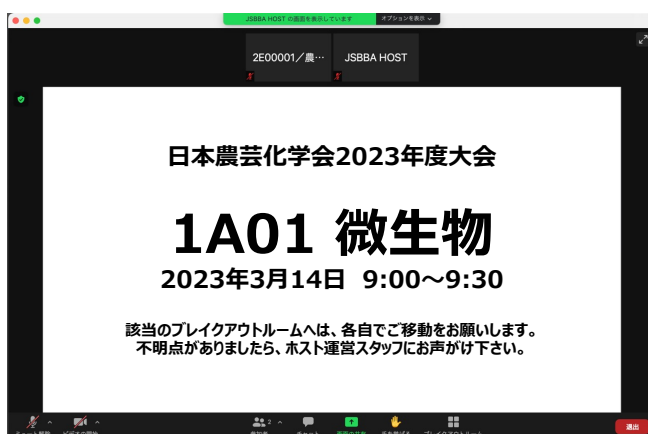 JSBBA HOST の画面を表示しています
オプションを表示
2E00001／農…
JSBBA HOST
日本農芸化学会2023年度大会
1A01 微生物
2023年3月14日 9:00～9:30
該当のブレイクアウトルームへは、各自でご移動をお願いします。
不明点がありましたら、ホスト運営スタッフにお声がけ下さい。
2
退出